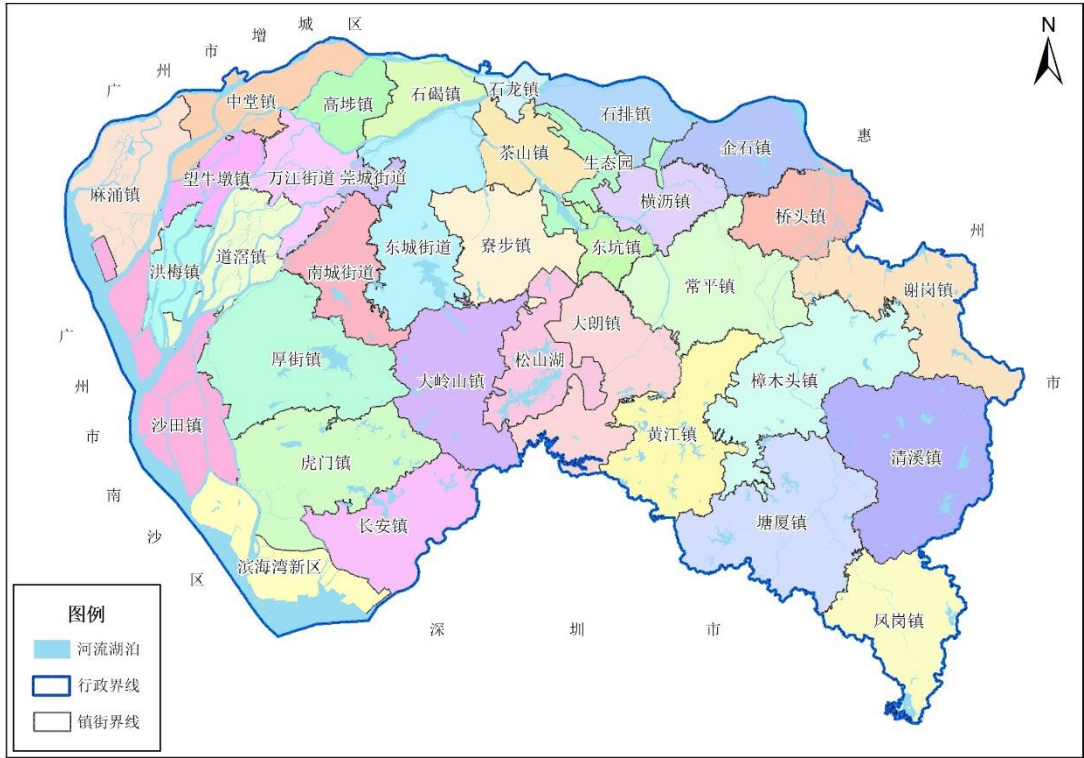 广州市增城区
N
中堂镇
高埗镇
石碣镇
石龙镇
石排镇
企石镇
惠州市
茶山镇
生态园
麻涌镇
望牛墩镇
万江街道
莞城街道
横沥镇
桥头镇
洪梅镇
道滘镇
南城街道
东城街道
寮步镇
东坑镇
常平镇
谢岗镇
广州市南沙区
厚街镇
大岭山镇
松山湖
大朗镇
樟木头镇
沙田镇
虎门镇
黄江镇
清溪镇
长安镇
塘厦镇
滨海湾新区
凤岗镇
深圳市
图例
河流湖泊
行政界线
镇街界线